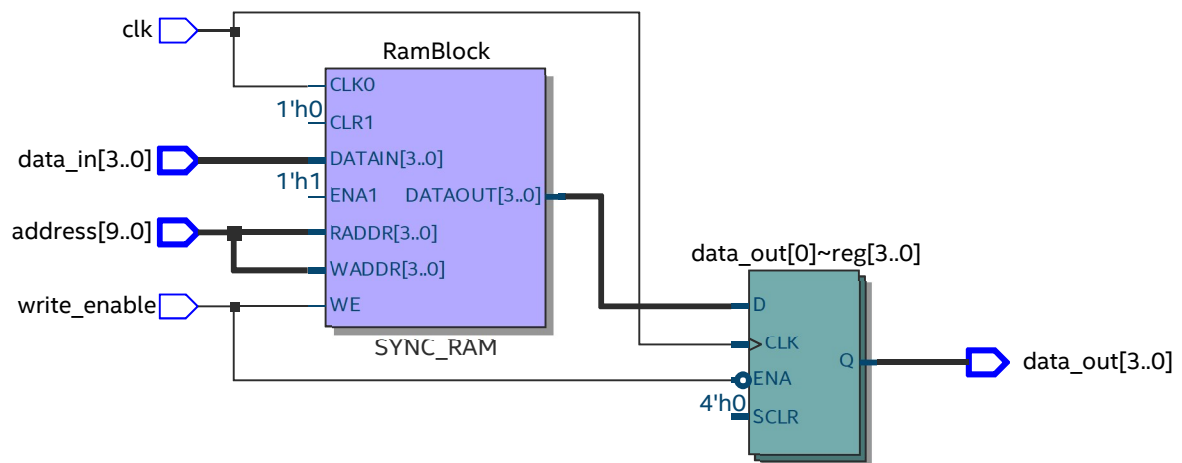 clk
RamBlock
CLK0
1'h0
CLR1
data_in[3..0]
DATAIN[3..0]
1'h1
ENA1
DATAOUT[3..0]
address[9..0]
RADDR[3..0]
WADDR[3..0]
write_enable
WE
SYNC_RAM
data_out[0]~reg[3..0]
D
CLK
Q
data_out[3..0]
ENA
4'h0
SCLR